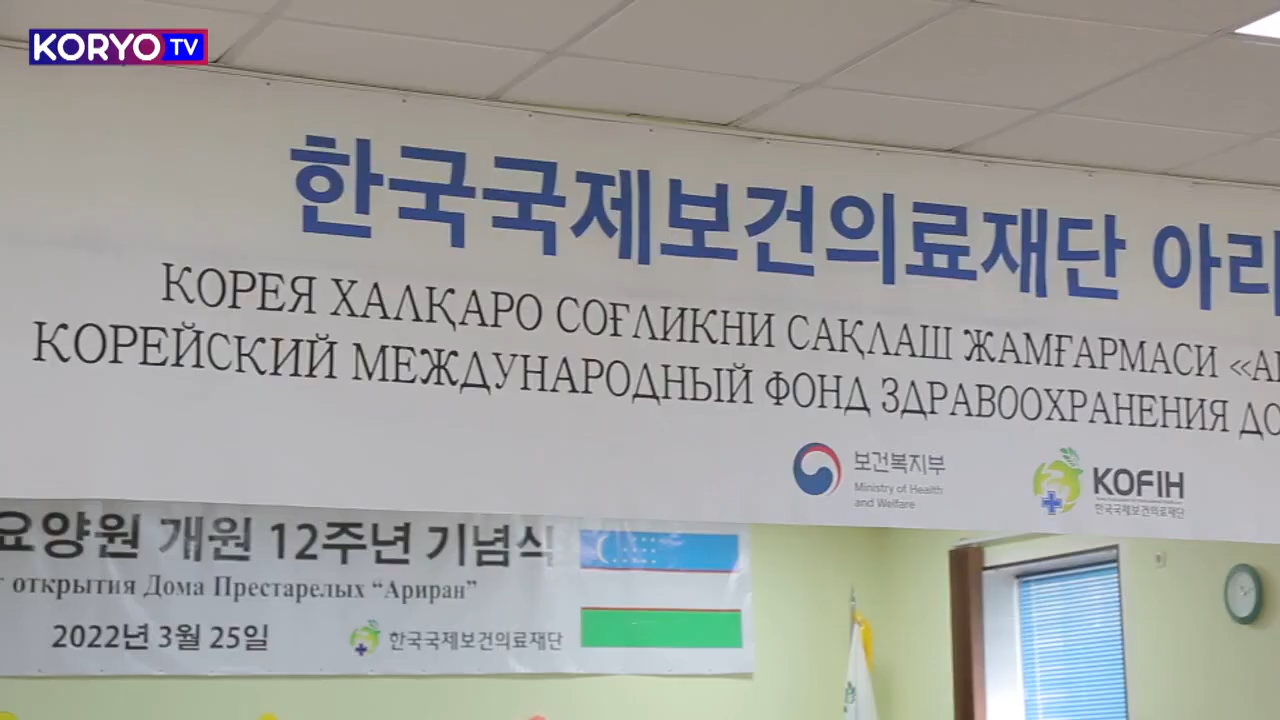 KORYO TV
한국국제보건의료재단 아리
КОРЕЯ ХАЛҚАРО СОҒЛИҚНИ САҚЛАШ ЖАМҒАРМАСИ «А
КОРЕЙСКИЙ МЕЖДУНАРОДНЫЙ ФОНД ЗДРАВООХРАНЕНИЯ ДО
보건복지부
Ministry of Health
and Welfare
KOFIH
한국국제보건의료재단
요양원 개원 12주년 기념식
открытия Дома Престарелых “Ариран”
2022년 3월 25일
한국국제보건의료재단